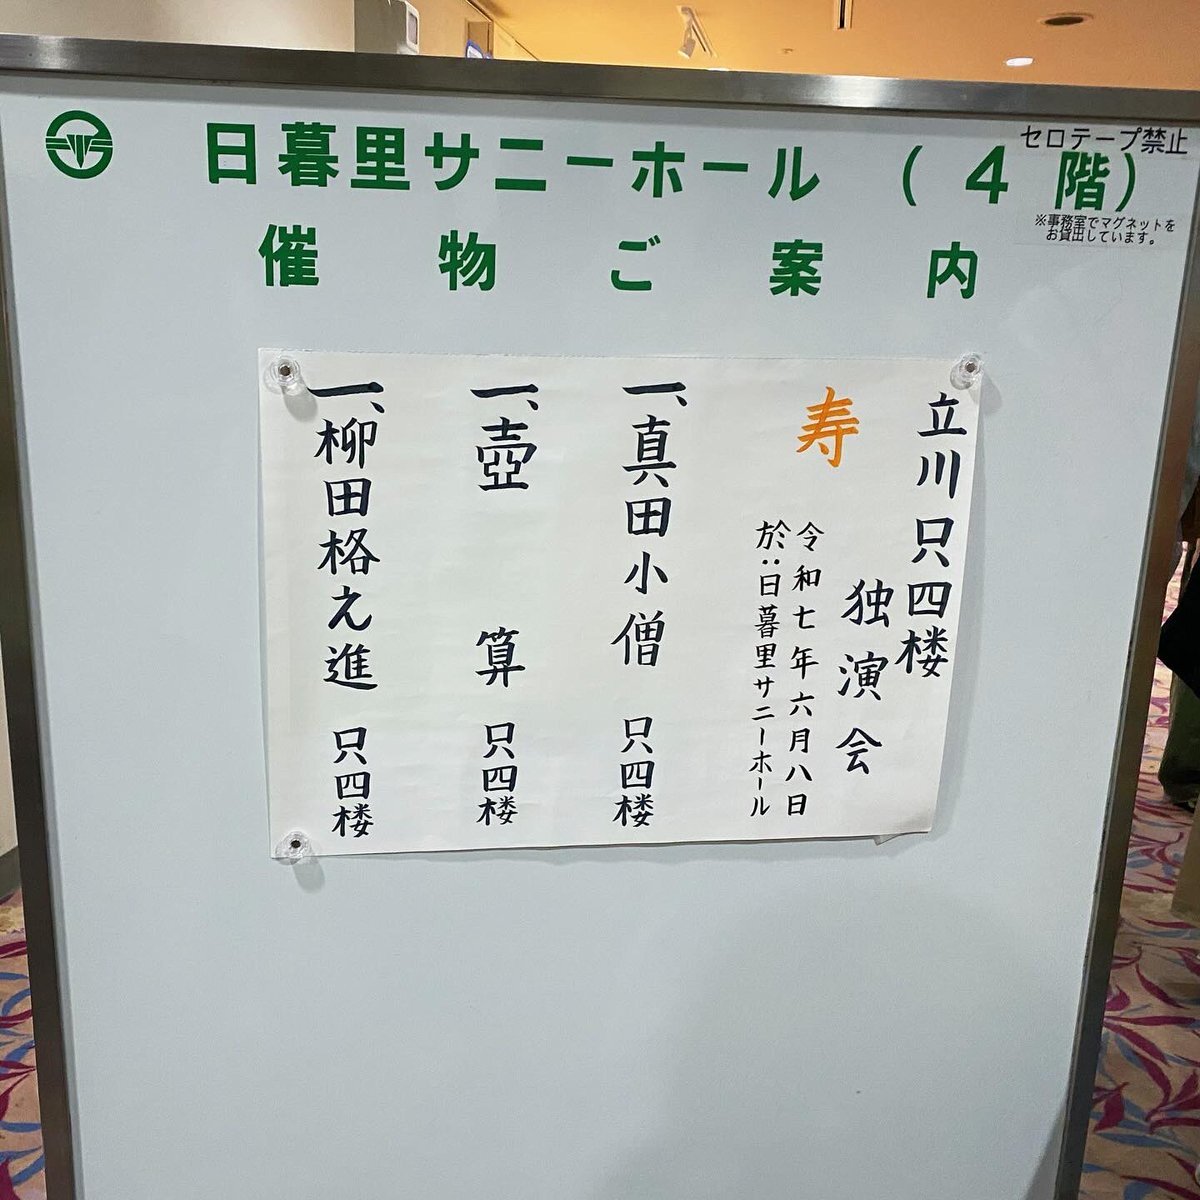 日暮里サニーホール（4階）
セロテープ禁止
※事務室でマグネットを
お貸出しています。
催物ご案内
立川只四楼
独演会
寿
令和七年六月八日
於：日暮里サニーホール
一、真田小僧 只四楼
一、壺算 只四楼
一、柳田格之進 只四楼